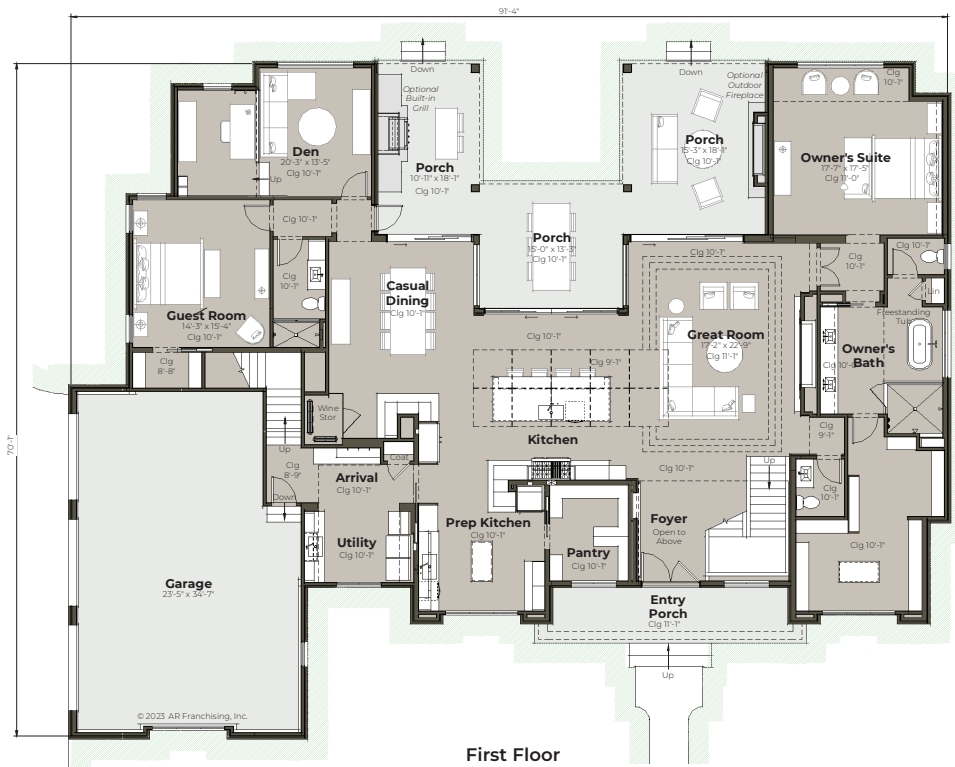 91'-4"
Down
Down
Optional
Built-in
Grill
Optional
Outdoor
Fireplace
Clg
10'-1"
Den
20'-3" x 13'-5"
Clg 10'-1"
Up
Porch
10'-11" x 18'-1"
Clg 10'-1"
Porch
15'-3" x 18'-1"
Clg 10'-1"
Owner's Suite
17'-7" x 17'-5"
Clg 11'-0"
Clg 10'-1"
Porch
15'-0" x 13'-3"
Clg 10'-1"
Clg 10'-1"
Clg
10'-1"
Clg 10'-1"
Clg
10'-1"
Casual
Dining
Clg 10'-1"
Lin
Freestanding
Tub
Guest Room
14'-3" x 15'-4"
Clg 10'-1"
Clg 10'-1"
Great Room
17'-2" x 22'-9"
Clg 11'-1"
Owner's
Bath
Clg 10'-0"
Clg
8'-8"
Clg 9'-1"
Wine
Stor
Kitchen
Clg
9'-1"
70'-1"
Up
Clg
8'-9"
Down
Coat
Arrival
Clg 10'-1"
Clg 10'-1"
Up
Clg
10'-1"
Prep Kitchen
Clg 10'-1"
Foyer
Open to
Above
Utility
Clg 10'-1"
Pantry
Clg 10'-1"
Clg 10'-1"
Garage
23'-5" x 34'-7"
Entry
Porch
Clg 11'-1"
Up
© 2023 AR Franchising, Inc.
First Floor